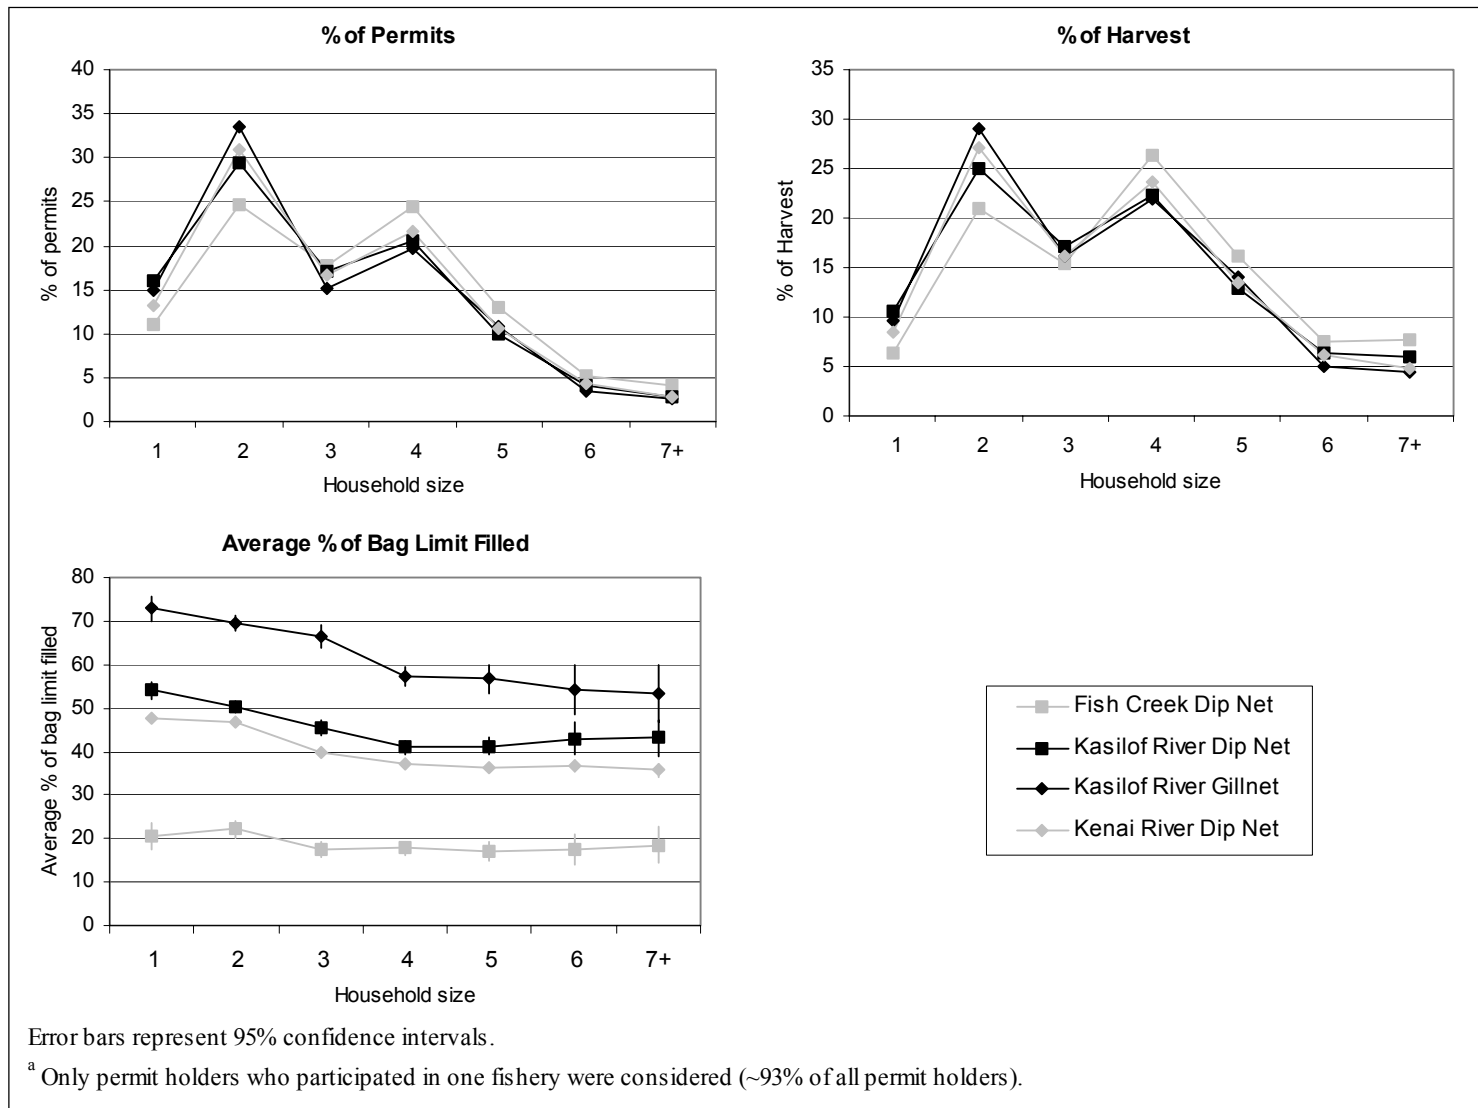 % of Permits
% of permits
40
35
30
25
20
15
10
5
0
1 2 3 4 5 6 7+
Household size
% of Harvest
% of Harvest
35
30
25
20
15
10
5
0
1 2 3 4 5 6 7+
Household size
Average % of Bag Limit Filled
Average % of bag limit filled
80
70
60
50
40
30
20
10
0
1 2 3 4 5 6 7+
Household size
Fish Creek Dip Net
Kasilof River Dip Net
Kasilof River Gillnet
Kenai River Dip Net
Error bars represent 95% confidence intervals.
a Only permit holders who participated in one fishery were considered (~93% of all permit holders).